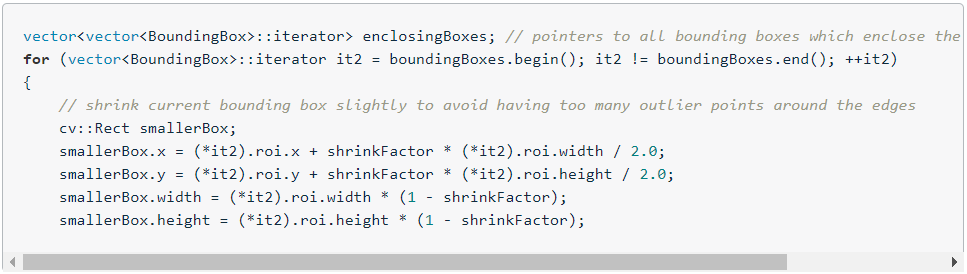 vector<vector<BoundingBox>::iterator> enclosingBoxes; // pointers to all bounding boxes which enclose the
for (vector<BoundingBox>::iterator it2 = boundingBoxes.begin(); it2 != boundingBoxes.end(); ++it2)
{
    // shrink current bounding box slightly to avoid having too many outlier points around the edges
    cv::Rect smallerBox;
    smallerBox.x = (*it2).roi.x + shrinkFactor * (*it2).roi.width / 2.0;
    smallerBox.y = (*it2).roi.y + shrinkFactor * (*it2).roi.height / 2.0;
    smallerBox.width = (*it2).roi.width * (1 - shrinkFactor);
    smallerBox.height = (*it2).roi.height * (1 - shrinkFactor);